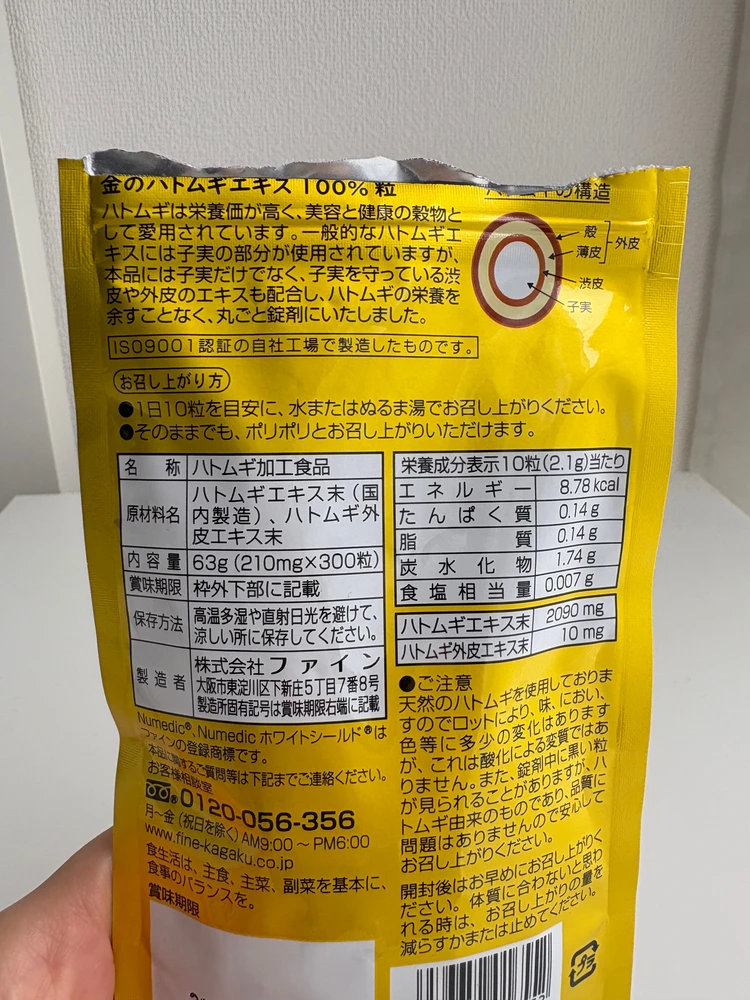 金のハトムギエキス100%粒
ハトムギは栄養価が高く、美容と健康の穀物と
して愛用されています。一般的なハトムギエ
キスには子実の部分が使用されていますが、
本品には子実だけでなく、子実を守っている渋
皮や外皮のエキスも配合し、ハトムギの栄養を
余すことなく、丸ごと錠剤にいたしました。
ハトムギの構造
殻
薄皮
外皮
渋皮
子実
ISO9001認証の自社工場で製造したものです。
お召し上がり方
●1日10粒を目安に、水またはぬるま湯でお召し上がりください。
●そのままでも、ポリポリとお召し上がりいただけます。
名称 ハトムギ加工食品
原材料名 ハトムギエキス末(国
内製造)、ハトムギ外
皮エキス末
内容量 63g(210mg×300粒)
賞味期限 枠外下部に記載
保存方法 高温多湿や直射日光を避けて、
涼しい所に保存してください。
製造者 株式会社ファイン
大阪市東淀川区下新庄5丁目7番8号
製造所固有記号は賞味期限右端に記載
栄養成分表示10粒(2.1g)当たり
エネルギー 8.78kcal
たんぱく質 0.14g
脂質 0.14g
炭水化物 1.74g
食塩相当量 0.007g
ハトムギエキス末 2090mg
ハトムギ外皮エキス末 10mg
Numedic®、Numedic ホワイトシールド®は
ファインの登録商標です。
本品に関するご質問等は下記までご連絡ください。
お客様相談室
®0120-056-356
月～金(祝日を除く)AM9:00～PM6:00
www.fine-kagaku.co.jp
食生活は、主食、主菜、副菜を基本に、
食事のバランスを。
賞味期限
●ご注意
天然のハトムギを使用しておりま
すのでロットにより、味、におい、
色等に多少の変化はあります
が、これは酸化による変質ではあ
りません。また、錠剤中に黒い粒
が見られることがありますが、ハ
トムギ由来のものであり、品質に
問題はありませんので安心して
お召し上がりください。
開封後はお早めにお召し上がりく
ださい。体質に合わないと思わ
れる時は、お召し上がりの量を
減らすかまたは止めてください。
プラ